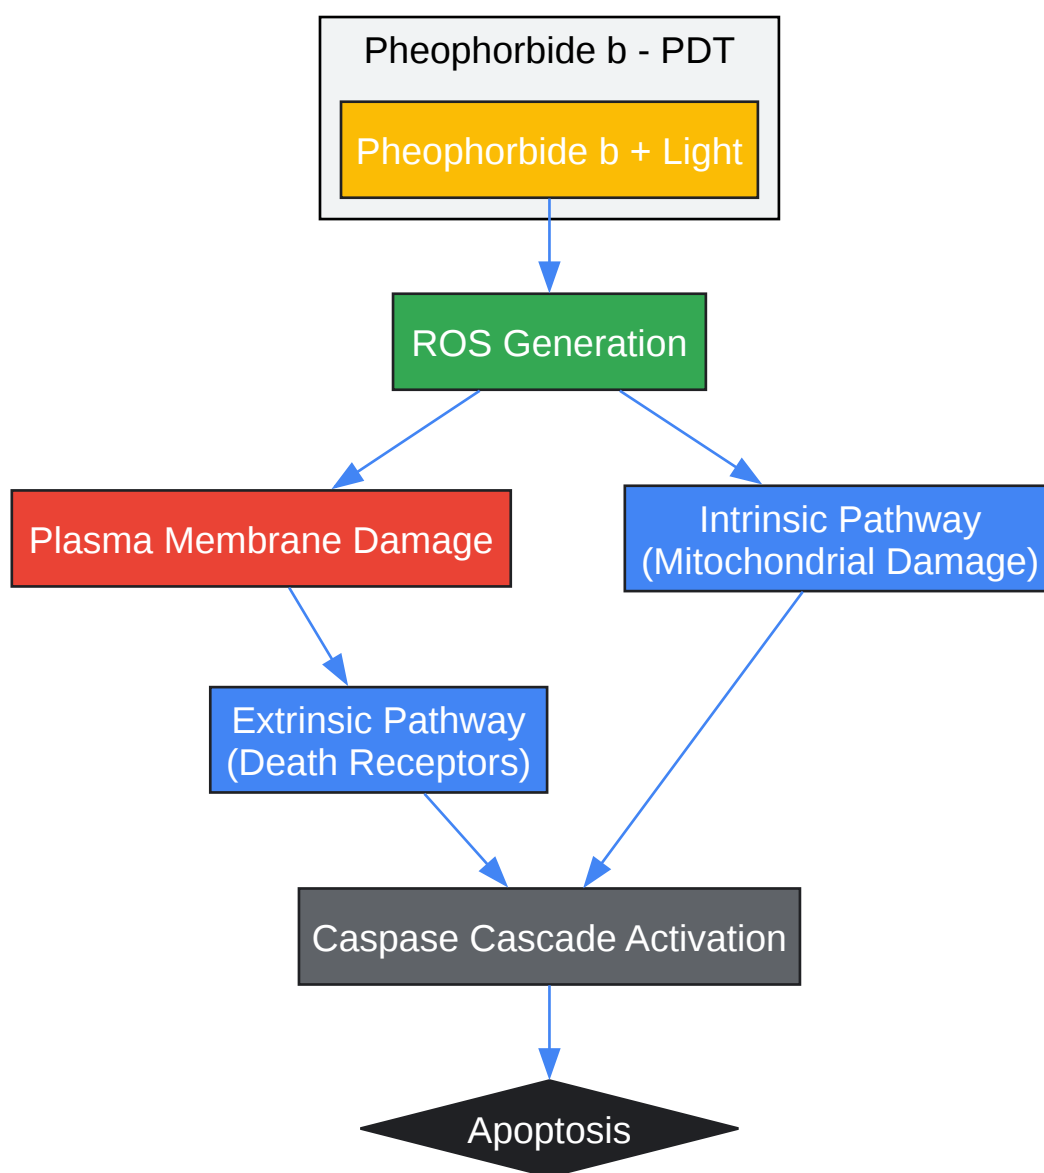 Pheophorbide b - PDT
Pheophorbide b + Light
ROS Generation
Plasma Membrane Damage
Intrinsic Pathway
(Mitochondrial Damage)
Extrinsic Pathway
(Death Receptors)
Caspase Cascade Activation
Apoptosis